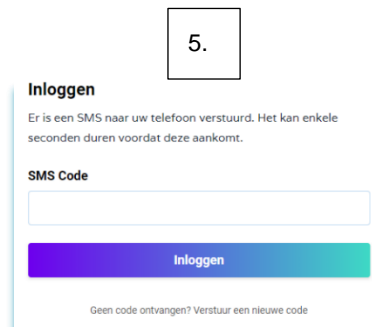 5.
Inloggen
Er is een SMS naar uw telefoon verstuurd. Het kan enkele
seconden duren voordat deze aankomt.
SMS Code
Inloggen
Geen code ontvangen? Verstuur een nieuwe code